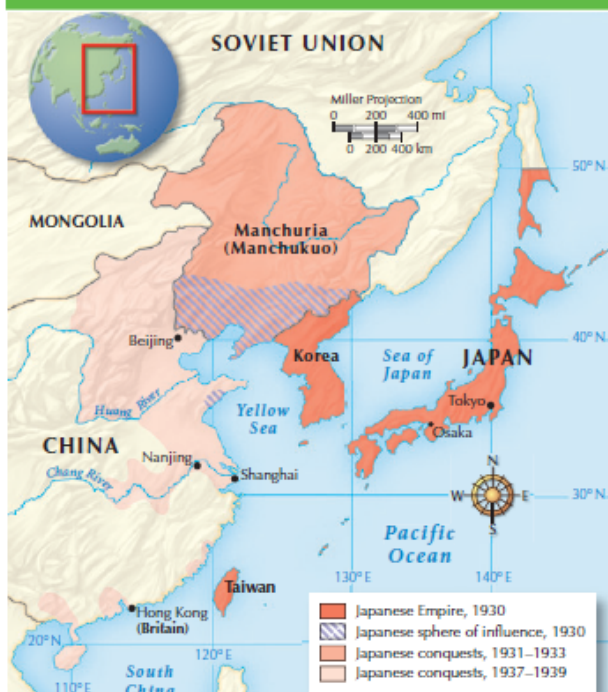 SOVIET UNION
Miller Projection
0 200 400 mi
0 200 400 km
50°N
MONGOLIA
Manchuria
(Manchukuo)
Beijing
40°N
Korea
Sea of
Japan
JAPAN
Huang River
Yellow
Sea
Tokyo
Osaka
CHINA
Nanjing
Chang River
Shanghai
N
W E
S
30°N
Pacific
Ocean
Taiwan
130°E
140°E
Hong Kong
(Britain)
20°N
120°E
110°E
South
China
Japanese Empire, 1930
Japanese sphere of influence, 1930
Japanese conquests, 1931–1933
Japanese conquests, 1937–1939